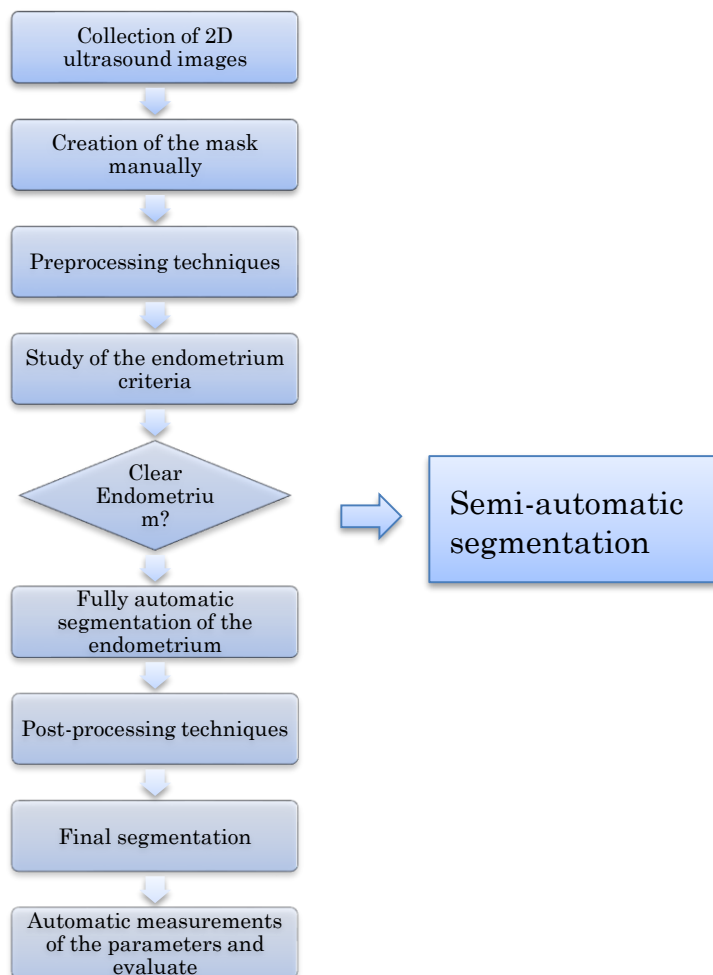 Collection of 2D
ultrasound images
Creation of the mask
manually
Preprocessing techniques
Study of the endometrium
criteria
Clear
Endometriu
m?
Semi-automatic
segmentation
Fully automatic
segmentation of the
endometrium
Post-processing techniques
Final segmentation
Automatic measurements
of the parameters and
evaluate